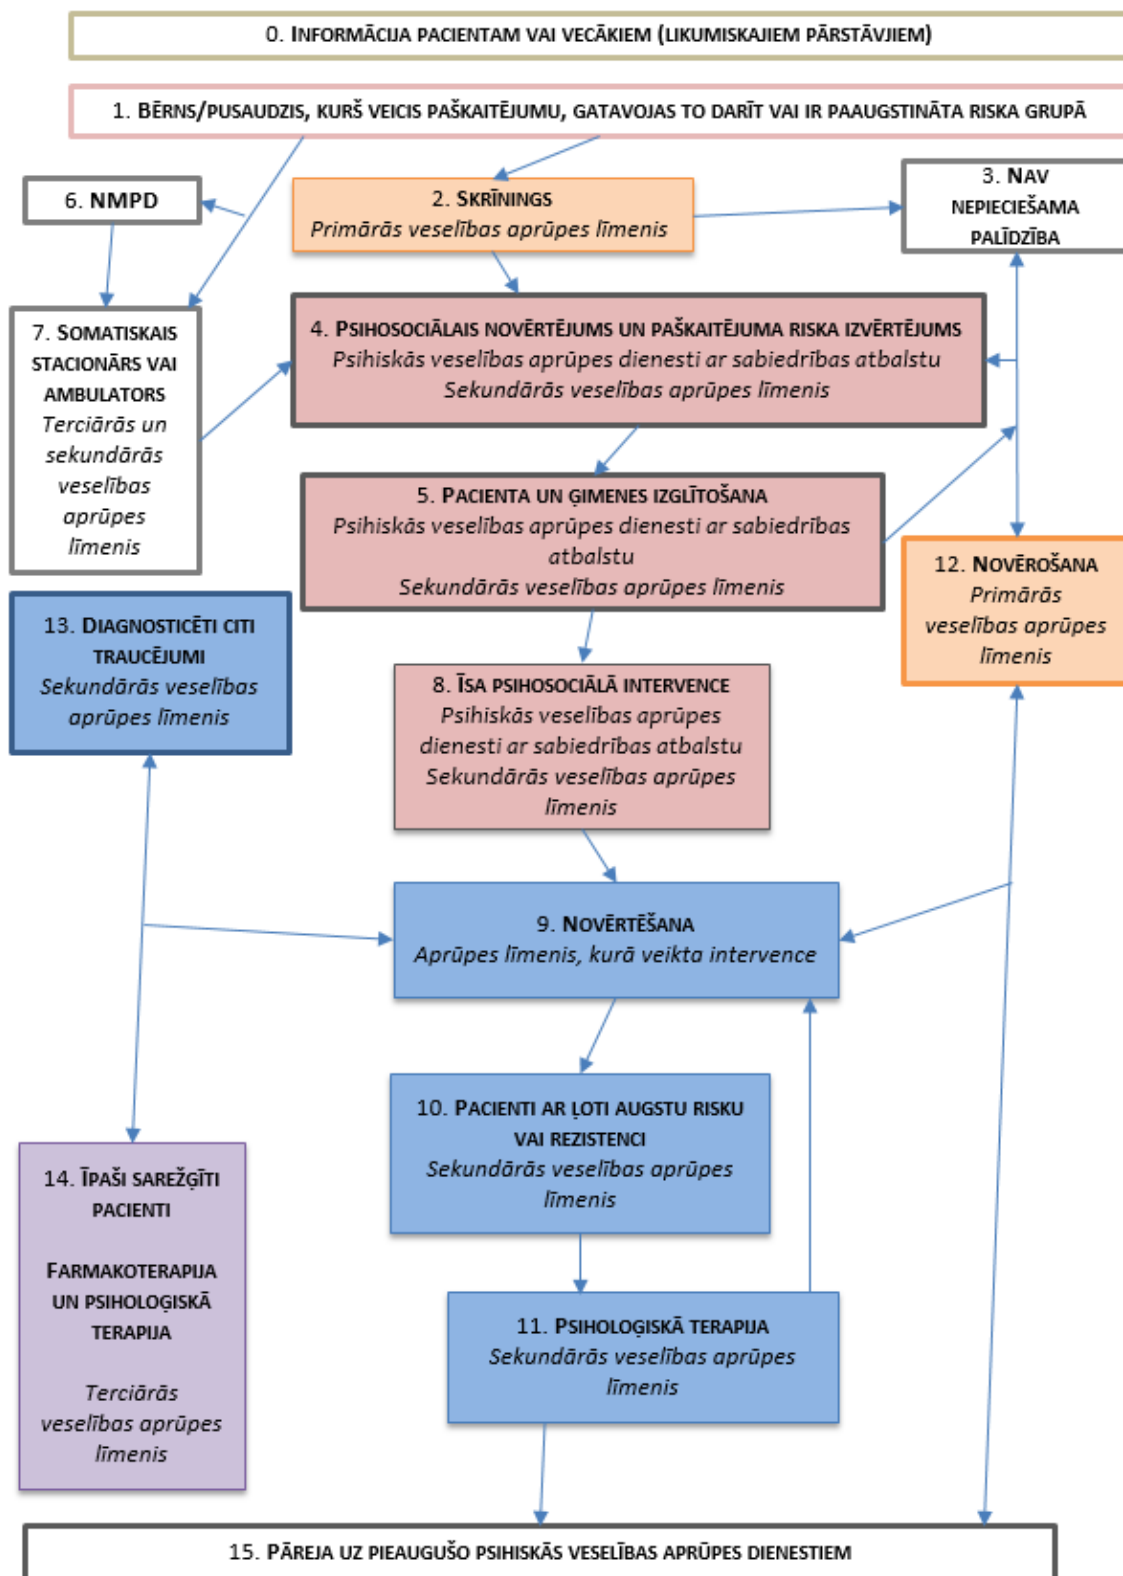 0. INFORMĀCIJA PACIENTAM VAI VECĀKIEM (LIKUMISKAJIEM PĀRSTĀVJIEM)
1. BĒRNS/PUSAUDZIS, KURŠ VEICIS PAŠKAITĒJUMU, GATAVOJAS TO DARĪT VAI IR PAAUGSTINĀTA RISKA GRUPĀ
6. NMPD
2. SKRĪNINGS
Primārās veselības aprūpes līmenis
3. NAV
NEPIECIEŠAMA
PALĪDZĪBA
7. SOMATISKAIS
STACIONĀRS VAI
AMBULATORS
Terciārās un
sekundārās
veselības
aprūpes
līmenis
4. PSIHOSOCIĀLAIS NOVĒRTĒJUMS UN PAŠKAITĒJUMA RISKA IZVĒRTĒJUMS
Psihiskās veselības aprūpes dienesti ar sabiedrības atbalstu
Sekundārās veselības aprūpes līmenis
5. PACIENTA UN ĢIMENES IZGLĪTOŠANA
Psihiskās veselības aprūpes dienesti ar sabiedrības
atbalstu
Sekundārās veselības aprūpes līmenis
12. NOVĒROŠANA
Primārās
veselības aprūpes
līmenis
13. DIAGNOSTICĒTI CITI
TRAUCĒJUMI
Sekundārās veselības
aprūpes līmenis
8. ĪSA PSIHOSOCIĀLĀ INTERVENCE
Psihiskās veselības aprūpes
dienesti ar sabiedrības atbalstu
Sekundārās veselības aprūpes
līmenis
9. NOVĒRTĒŠANA
Aprūpes līmenis, kurā veikta intervence
10. PACIENTI AR ĻOTI AUGSTU RISKU
VAI REZISTENCI
Sekundārās veselības aprūpes
līmenis
14. ĪPAŠI SAREŽĢĪTI
PACIENTI
FARMAKOTERAPIJA
UN PSIHOLOĢISKĀ
TERAPIJA
Terciārās
veselības aprūpes
līmenis
11. PSIHOLOĢISKĀ TERAPIJA
Sekundārās veselības aprūpes
līmenis
15. PĀREJA UZ PIEAUGUŠO PSIHISKĀS VESELĪBAS APRŪPES DIENESTIEM